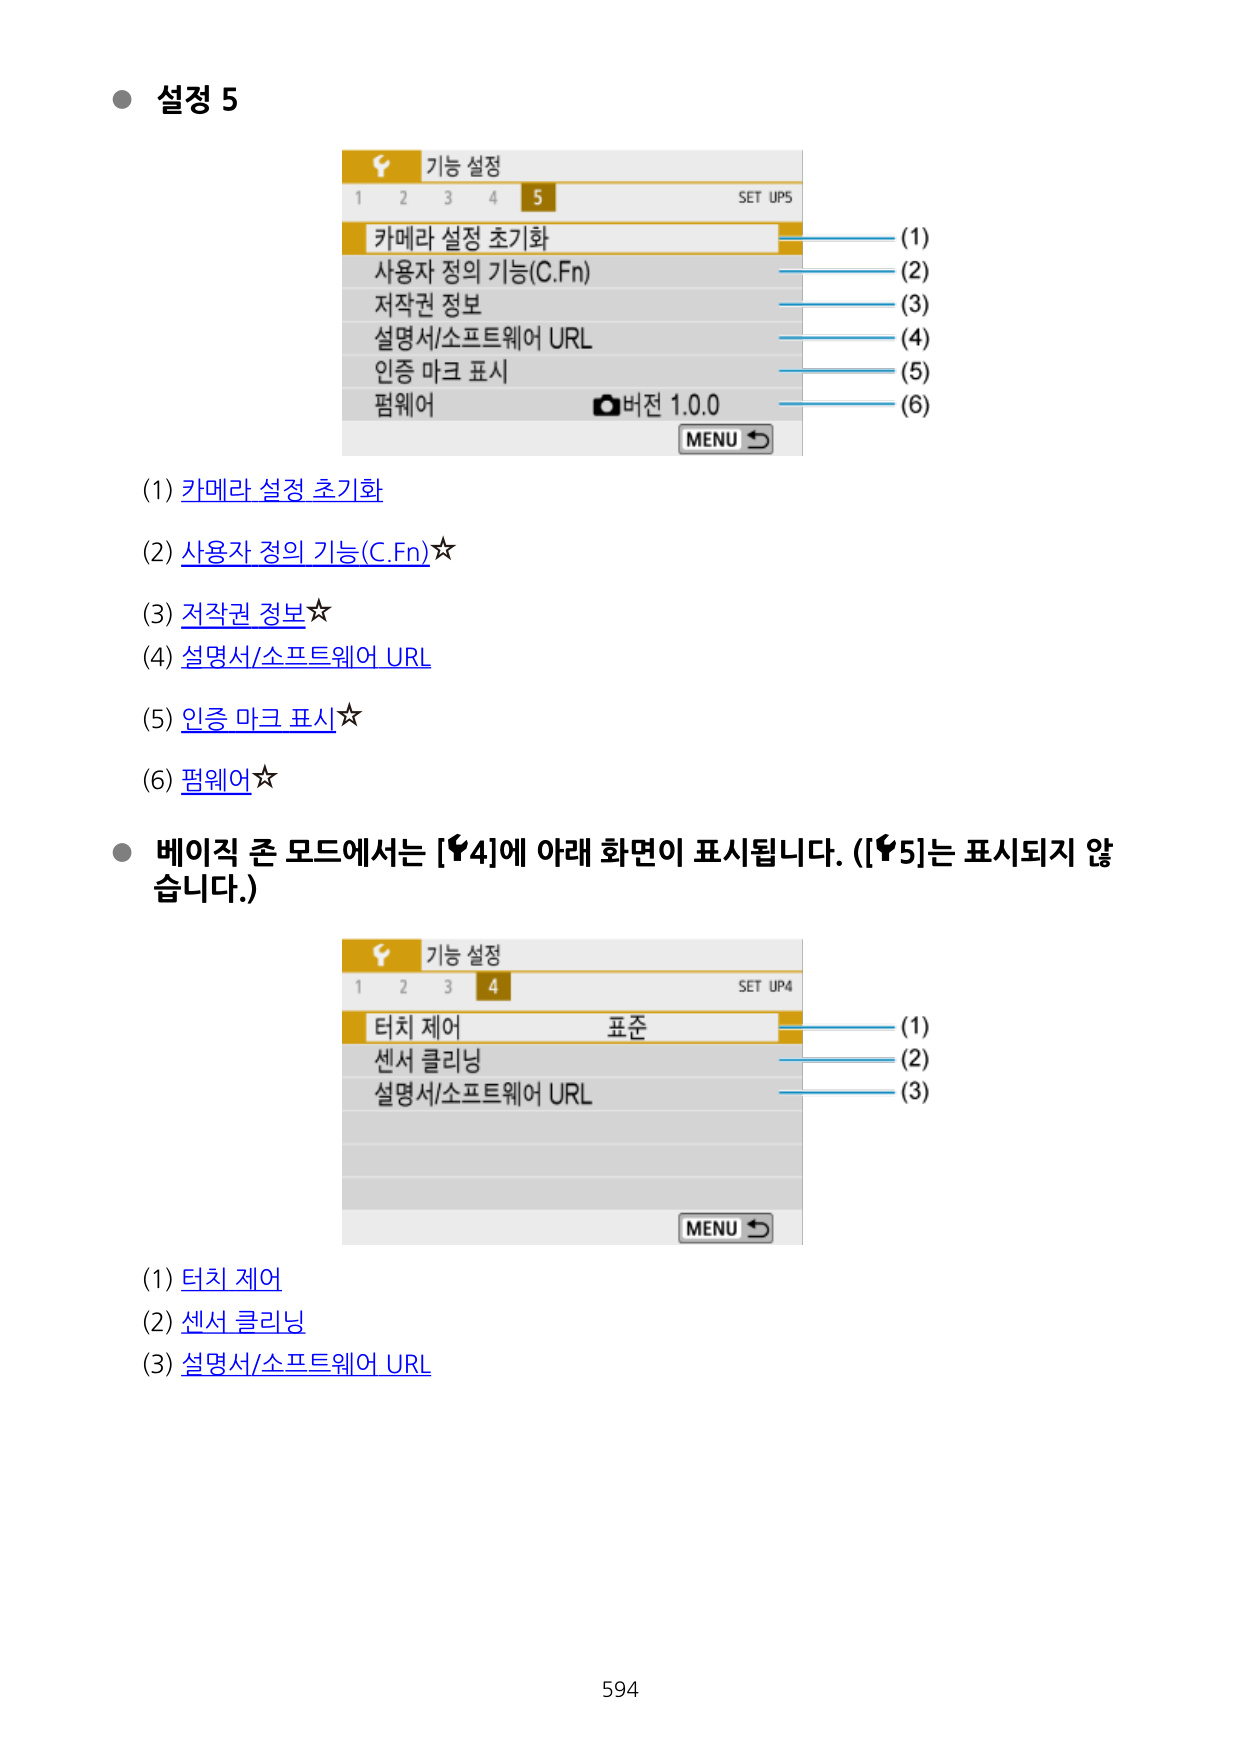 설정 5
기능 설정
1 2 3 4 5 SET UP5
카메라 설정 초기화 (1)
사용자 정의 기능(C.Fn) (2)
저작권 정보 (3)
설명서/소프트웨어 URL (4)
인증 마크 표시 (5)
펌웨어 버전 1.0.0 (6)
MENU
(1) 카메라 설정 초기화
(2) 사용자 정의 기능(C.Fn)☆
(3) 저작권 정보☆
(4) 설명서/소프트웨어 URL
(5) 인증 마크 표시☆
(6) 펌웨어☆
베이직 존 모드에서는 [4]에 아래 화면이 표시됩니다. ([5]는 표시되지 않
습니다.)
기능 설정
1 2 3 4 SET UP4
터치 제어 표준 (1)
센서 클리닝 (2)
설명서/소프트웨어 URL (3)
MENU
(1) 터치 제어
(2) 센서 클리닝
(3) 설명서/소프트웨어 URL
594